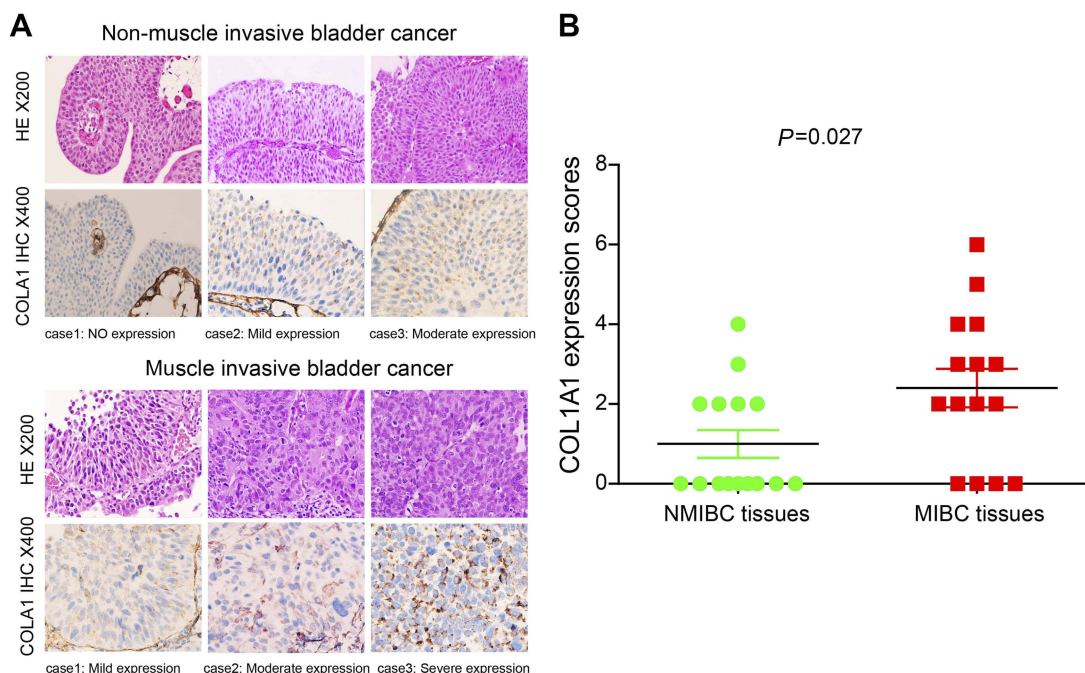 A
Non-muscle invasive bladder cancer
HE X200
COLA1 IHC X400
case1: NO expression
case2: Mild expression
case3: Moderate expression
Muscle invasive bladder cancer
HE X200
COLA1 IHC X400
case1: Mild expression
case2: Moderate expression
case3: Severe expression
B
P=0.027
COL1A1 expression scores
8
6
4
2
0
NMIBC tissues
MIBC tissues